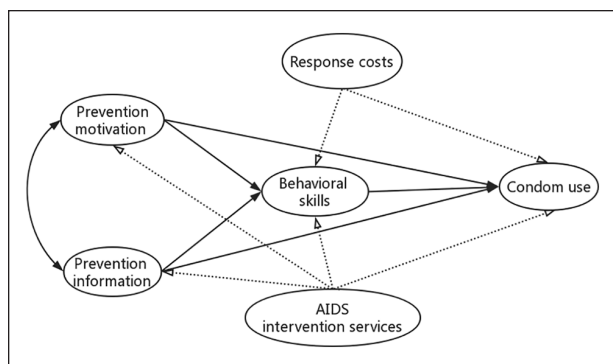 Response costs
Prevention
motivation
Behavioral
skills
Condom use
Prevention
information
AIDS
intervention services